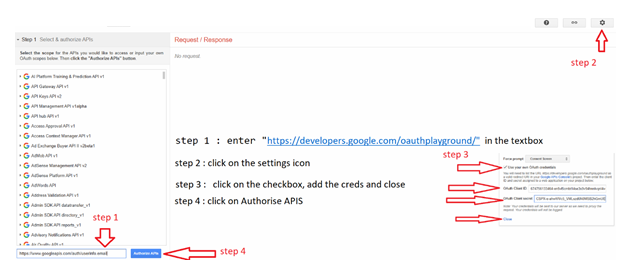 Step 1 Select & authorize APIs
Request / Response
Select the scope for the APIs you would like to access or input your own
OAuth scopes below. Then click the "Authorize APIs" button.
No request
step 2
AI Platform Training & Prediction API v1
API Gateway API v1
API Keys API v2
API Management API v1alpha
API hub API v1
Access Approval API v1
Access Context Manager API v1
Ad Exchange Buyer API II v2beta1
AdMob API v1
AdSense Management API v2
AdSense Platform API v1
AdWords API
Address Validation API v1
Admin SDK API datatransfer_v1
Admin SDK API directory_v1
Admin SDK API reports_v1
Advisory Notifications API v1
Air Quality API v1
step 1 : enter "https://developers.google.com/oauthplayground/" in the textbox
step 2 : click on the settings icon
step 3 : click on the checkbox, add the creds and close
step 4 : click on Authorise APIS
step 3
Force prompt: Consent Screen
Use your own OAuth credentials
OAuth Client ID:
OAuth Client secret:
Close
step 1
https://www.googleapis.com/auth/userinfo.email
Authorize APIs
step 4